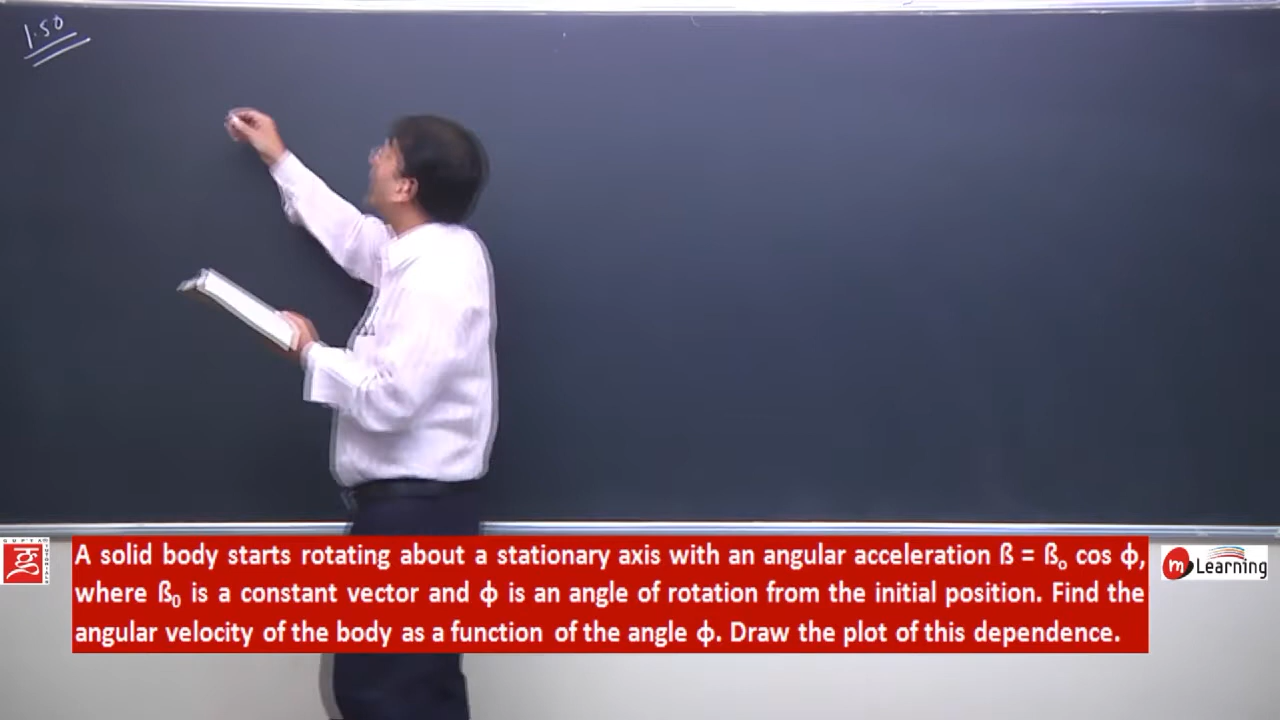 1.50
A solid body starts rotating about a stationary axis with an angular acceleration ß = ßₒ cos ϕ,
where ß₀ is a constant vector and ϕ is an angle of rotation from the initial position. Find the
angular velocity of the body as a function of the angle ϕ. Draw the plot of this dependence.
GUPTA
m Learning